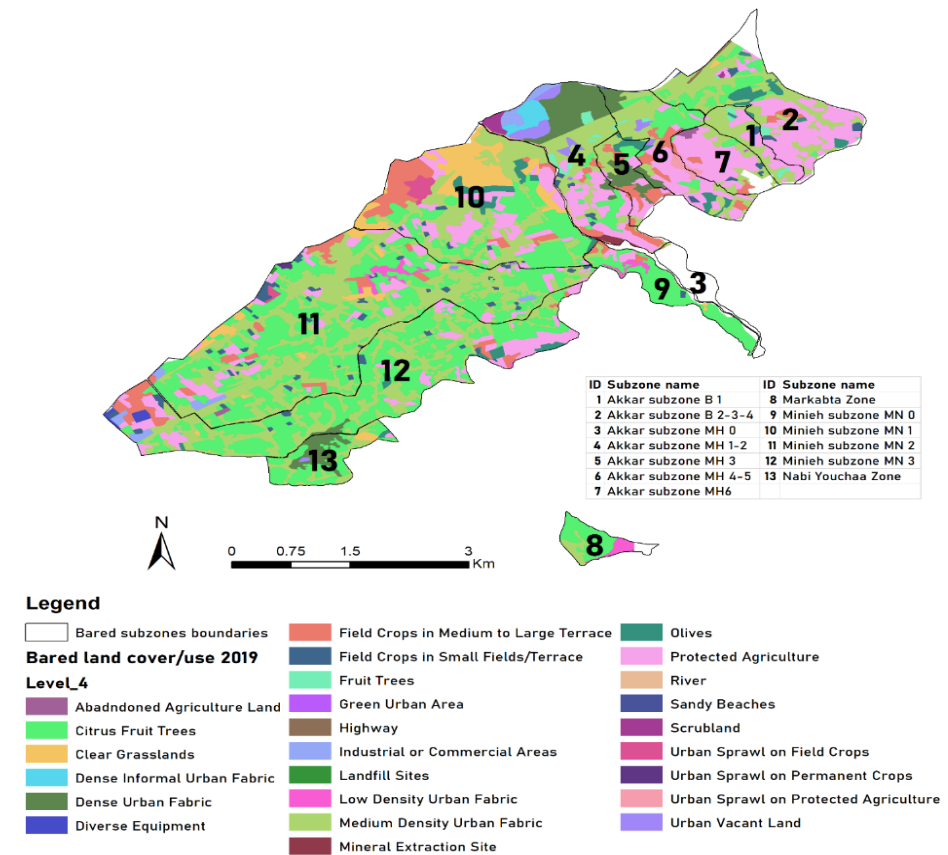 2
1
6
4
5
7
10
3
9
11
12
13
ID Subzone name ID Subzone name
1 Akkar subzone B 1 8 Markabta Zone
2 Akkar subzone B 2-3-4 9 Minieh subzone MN 0
3 Akkar subzone MH 0 10 Minieh subzone MN 1
4 Akkar subzone MH 1-2 11 Minieh subzone MN 2
5 Akkar subzone MH 3 12 Minieh subzone MN 3
6 Akkar subzone MH 4-5 13 Nabi Youchaa Zone
7 Akkar subzone MH6
N
8
0 0.75 1.5 3
Km
Legend
Bared subzones boundaries
Bared land cover/use 2019
Level_4
Abadndoned Agriculture Land
Citrus Fruit Trees
Clear Grasslands
Dense Informal Urban Fabric
Dense Urban Fabric
Diverse Equipment
Field Crops in Medium to Large Terrace
Field Crops in Small Fields/Terrace
Fruit Trees
Green Urban Area
Highway
Industrial or Commercial Areas
Landfill Sites
Low Density Urban Fabric
Medium Density Urban Fabric
Mineral Extraction Site
Olives
Protected Agriculture
River
Sandy Beaches
Scrubland
Urban Sprawl on Field Crops
Urban Sprawl on Permanent Crops
Urban Sprawl on Protected Agriculture
Urban Vacant Land